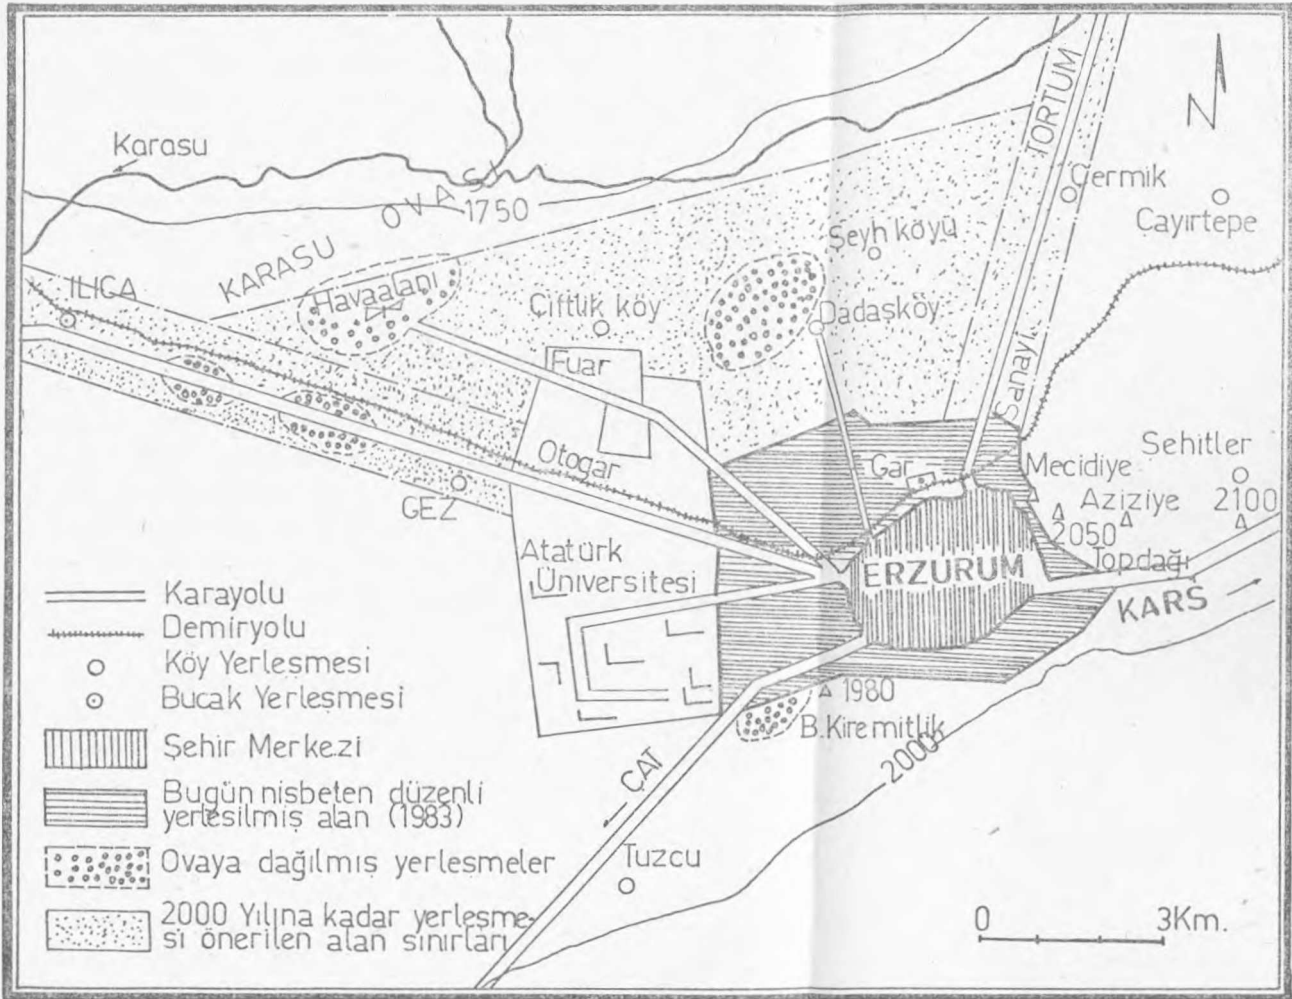 Karasu
KARASU OVASI
1750
TORTUM
N
Çermik
Cayırtepe
Şeyh köyü
ILICA
Havaalanı
Çiftlik köy
Dadaşköy
Fuar
Sanayi
Otogar
Gar
Mecidiye
Sehitler
2100
Aziziye
2050
GEZ
Topdağı
Atatürk
Üniversitesi
ERZURUM
KARS
1980
B.Kiremitlik
2000
ÇAT
Tuzcu
Karayolu
Demiryolu
Köy Yerleşmesi
Bucak Yerleşmesi
Şehir Merkezi
Bugün nisbeten düzenli
yerleşilmiş alan (1983)
Ovaya dağılmış yerleşmeler
2000 Yılına kadar yerleşme-
si önerilen alan sınırları
0 3Km.